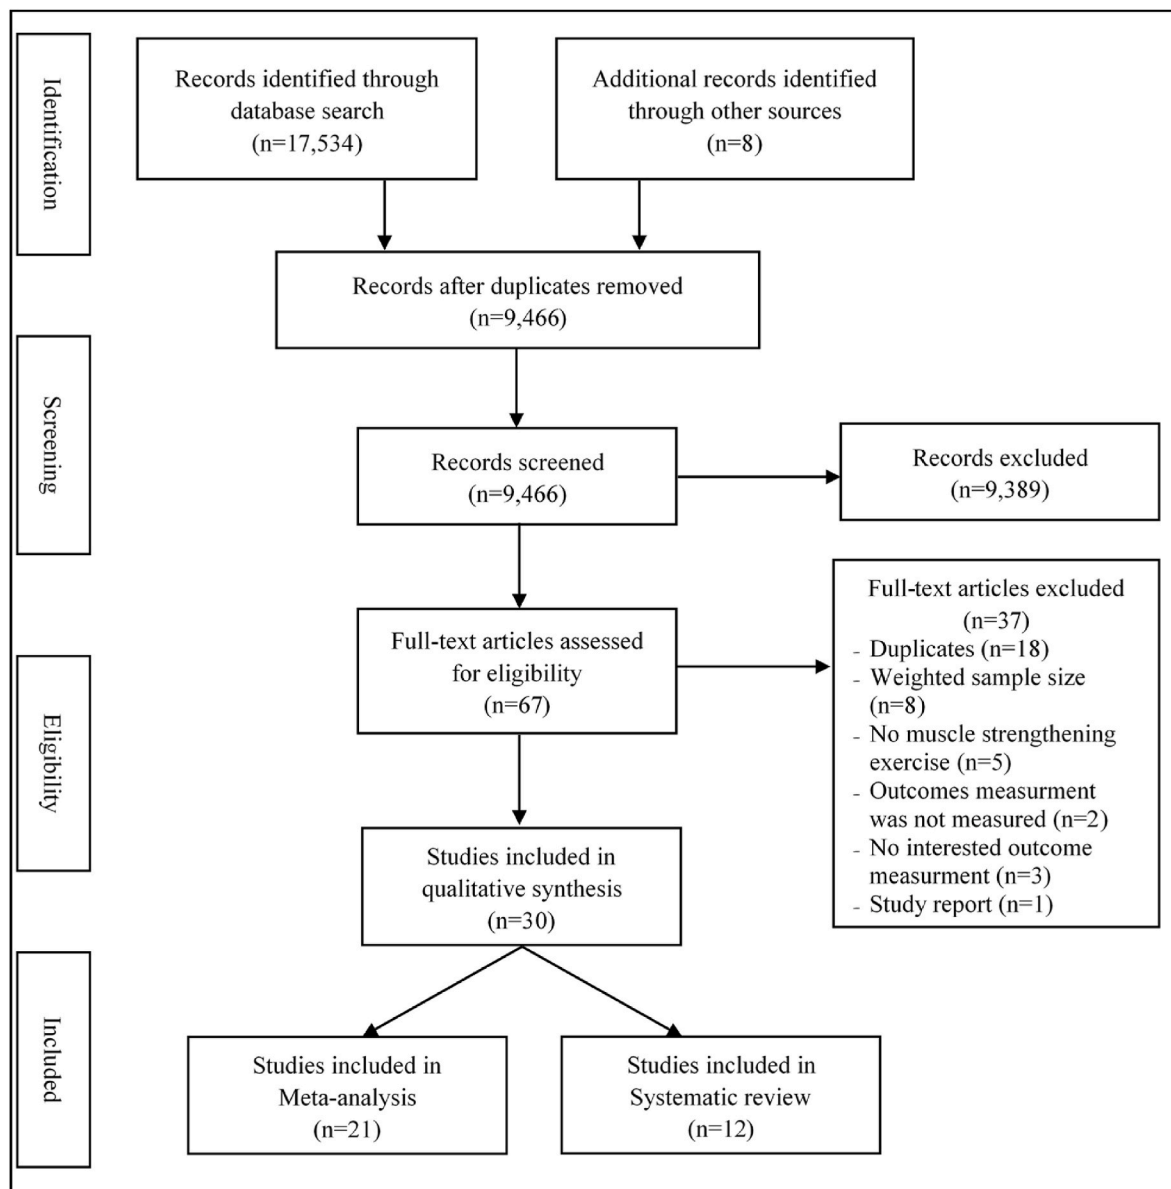 Identification
Records identified through
database search
(n=17,534)
Additional records identified
through other sources
(n=8)
Records after duplicates removed
(n=9,466)
Screening
Records screened
(n=9,466)
Records excluded
(n=9,389)
Eligibility
Full-text articles assessed
for eligibility
(n=67)
Full-text articles excluded
(n=37)
- Duplicates (n=18)
- Weighted sample size
(n=8)
- No muscle strengthening
exercise (n=5)
- Outcomes measurment
was not measured (n=2)
- No interested outcome
measurment (n=3)
- Study report (n=1)
Studies included in
qualitative synthesis
(n=30)
Included
Studies included in
Meta-analysis
(n=21)
Studies included in
Systematic review
(n=12)